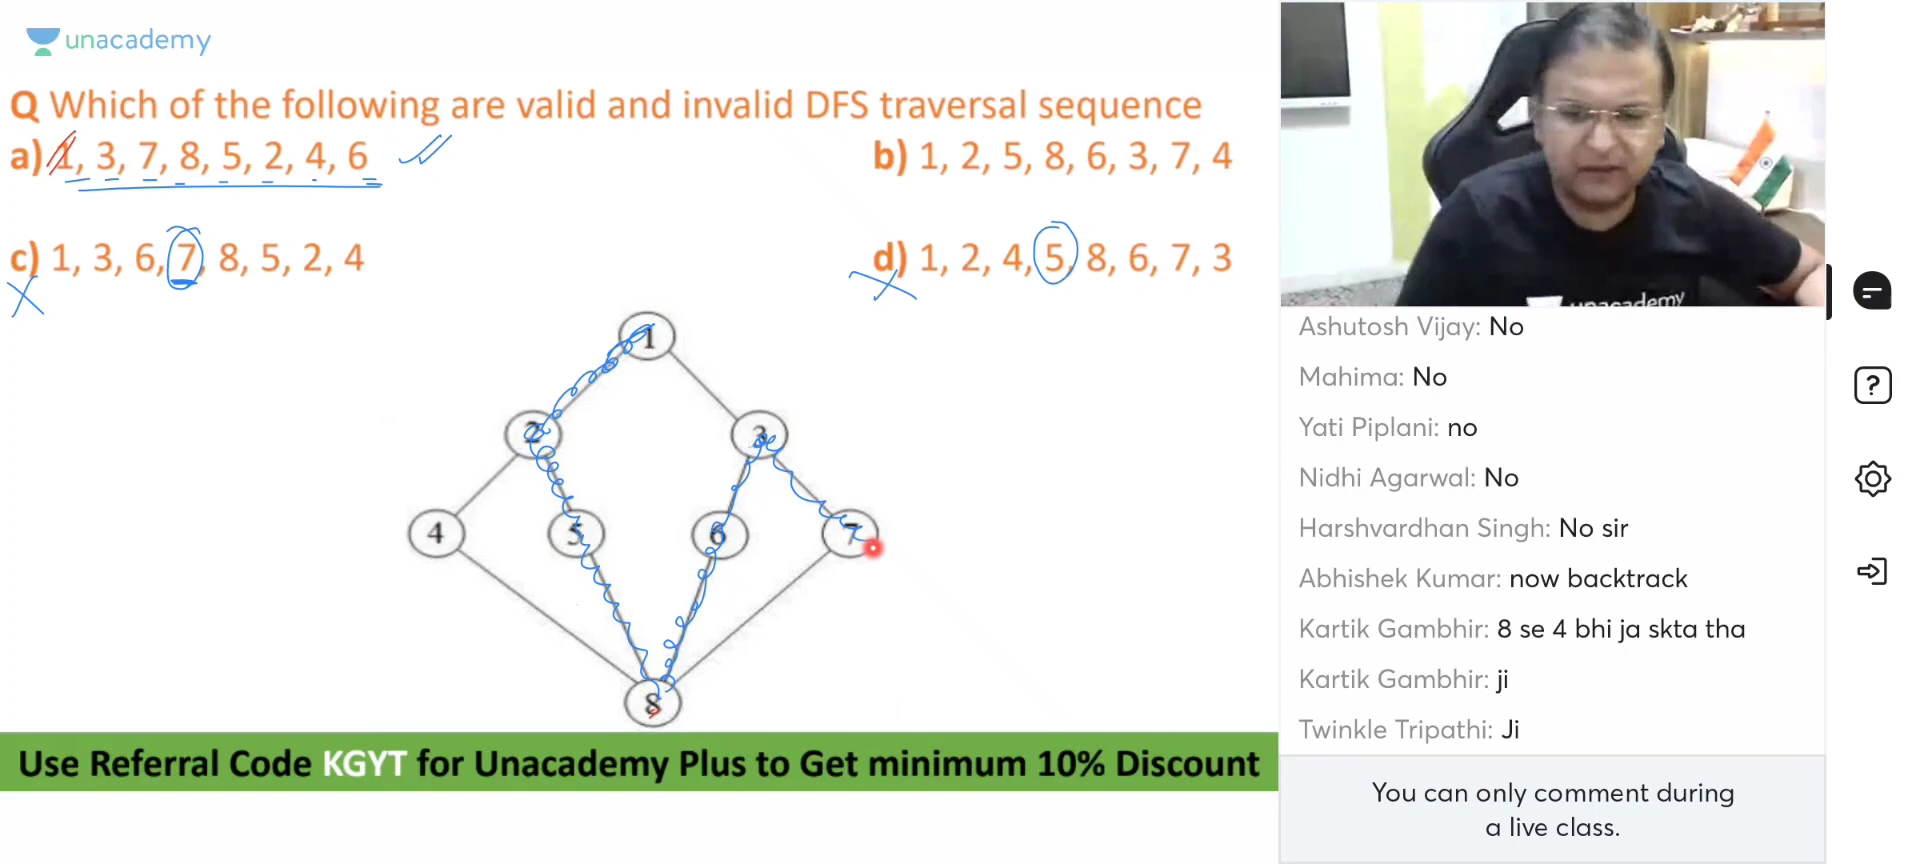 unacademy
Q Which of the following are valid and invalid DFS traversal sequence
a) 1, 3, 7, 8, 5, 2, 4, 6
b) 1, 2, 5, 8, 6, 3, 7, 4
c) 1, 3, 6, 7, 8, 5, 2, 4
d) 1, 2, 4, 5, 8, 6, 7, 3
1
2
3
4
5
6
7
8
Use Referral Code KGYT for Unacademy Plus to Get minimum 10% Discount
unacademy
Ashutosh Vijay: No
Mahima: No
Yati Piplani: no
Nidhi Agarwal: No
Harshvardhan Singh: No sir
Abhishek Kumar: now backtrack
Kartik Gambhir: 8 se 4 bhi ja skta tha
Kartik Gambhir: ji
Twinkle Tripathi: Ji
You can only comment during
a live class.
?